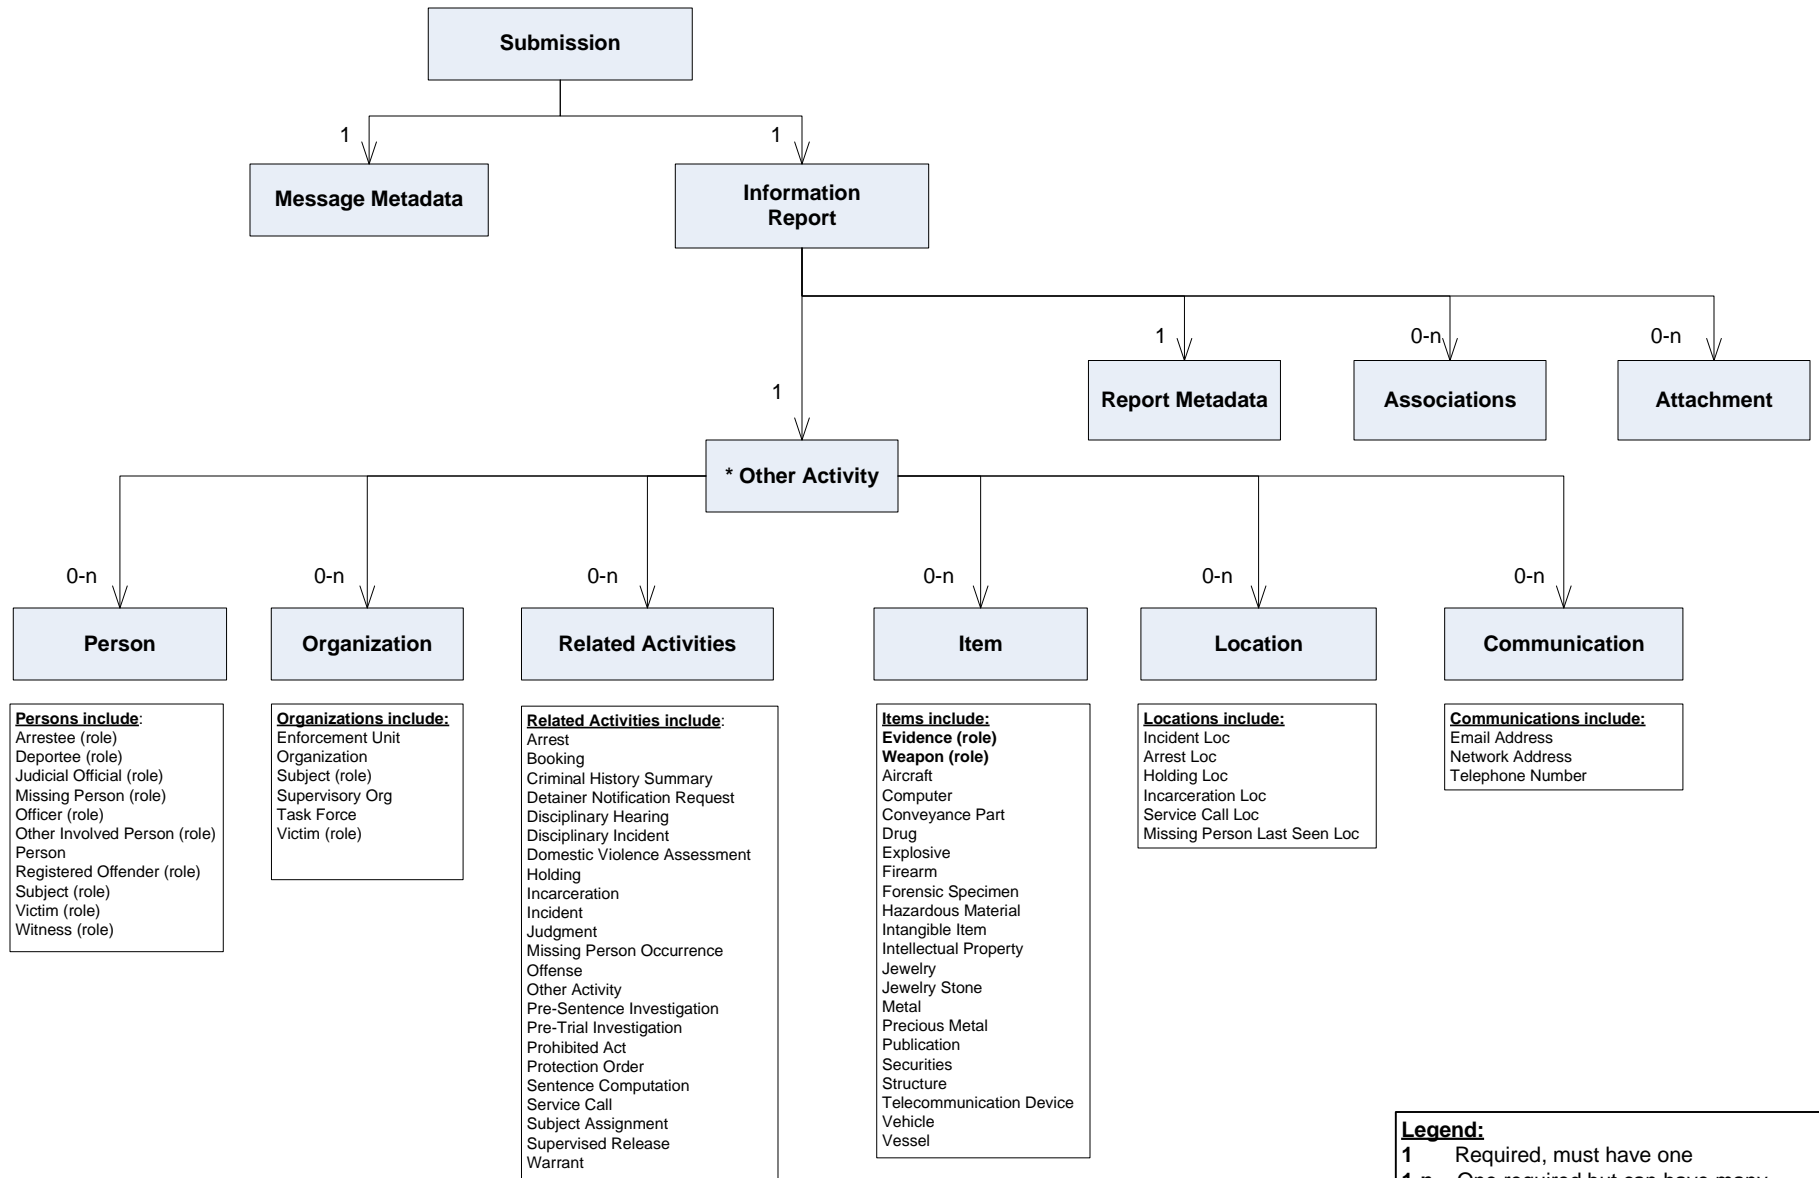 Submission
1
1
Message Metadata
Information
Report
1
0-n
0-n
1
Report Metadata
Associations
Attachment
* Other Activity
0-n
0-n
0-n
0-n
0-n
0-n
Person
Organization
Related Activities
Item
Location
Communication
Persons include:
Arrestee (role)
Deportee (role)
Judicial Official (role)
Missing Person (role)
Officer (role)
Other Involved Person (role)
Person
Registered Offender (role)
Subject (role)
Victim (role)
Witness (role)
Organizations include:
Enforcement Unit
Organization
Subject (role)
Supervisory Org
Task Force
Victim (role)
Related Activities include:
Arrest
Booking
Criminal History Summary
Detainer Notification Request
Disciplinary Hearing
Disciplinary Incident
Domestic Violence Assessment
Holding
Incarceration
Incident
Judgment
Missing Person Occurrence
Offense
Other Activity
Pre-Sentence Investigation
Pre-Trial Investigation
Prohibited Act
Protection Order
Sentence Computation
Service Call
Subject Assignment
Supervised Release
Warrant
Items include:
Evidence (role)
Weapon (role)
Aircraft
Computer
Conveyance Part
Drug
Explosive
Firearm
Forensic Specimen
Hazardous Material
Intangible Item
Intellectual Property
Jewelry
Jewelry Stone
Metal
Precious Metal
Publication
Securities
Structure
Telecommunication Device
Vehicle
Vessel
Locations include:
Incident Loc
Arrest Loc
Holding Loc
Incarceration Loc
Service Call Loc
Missing Person Last Seen Loc
Communications include:
Email Address
Network Address
Telephone Number
Legend:
1 Required, must have one
1-n One required but can have many